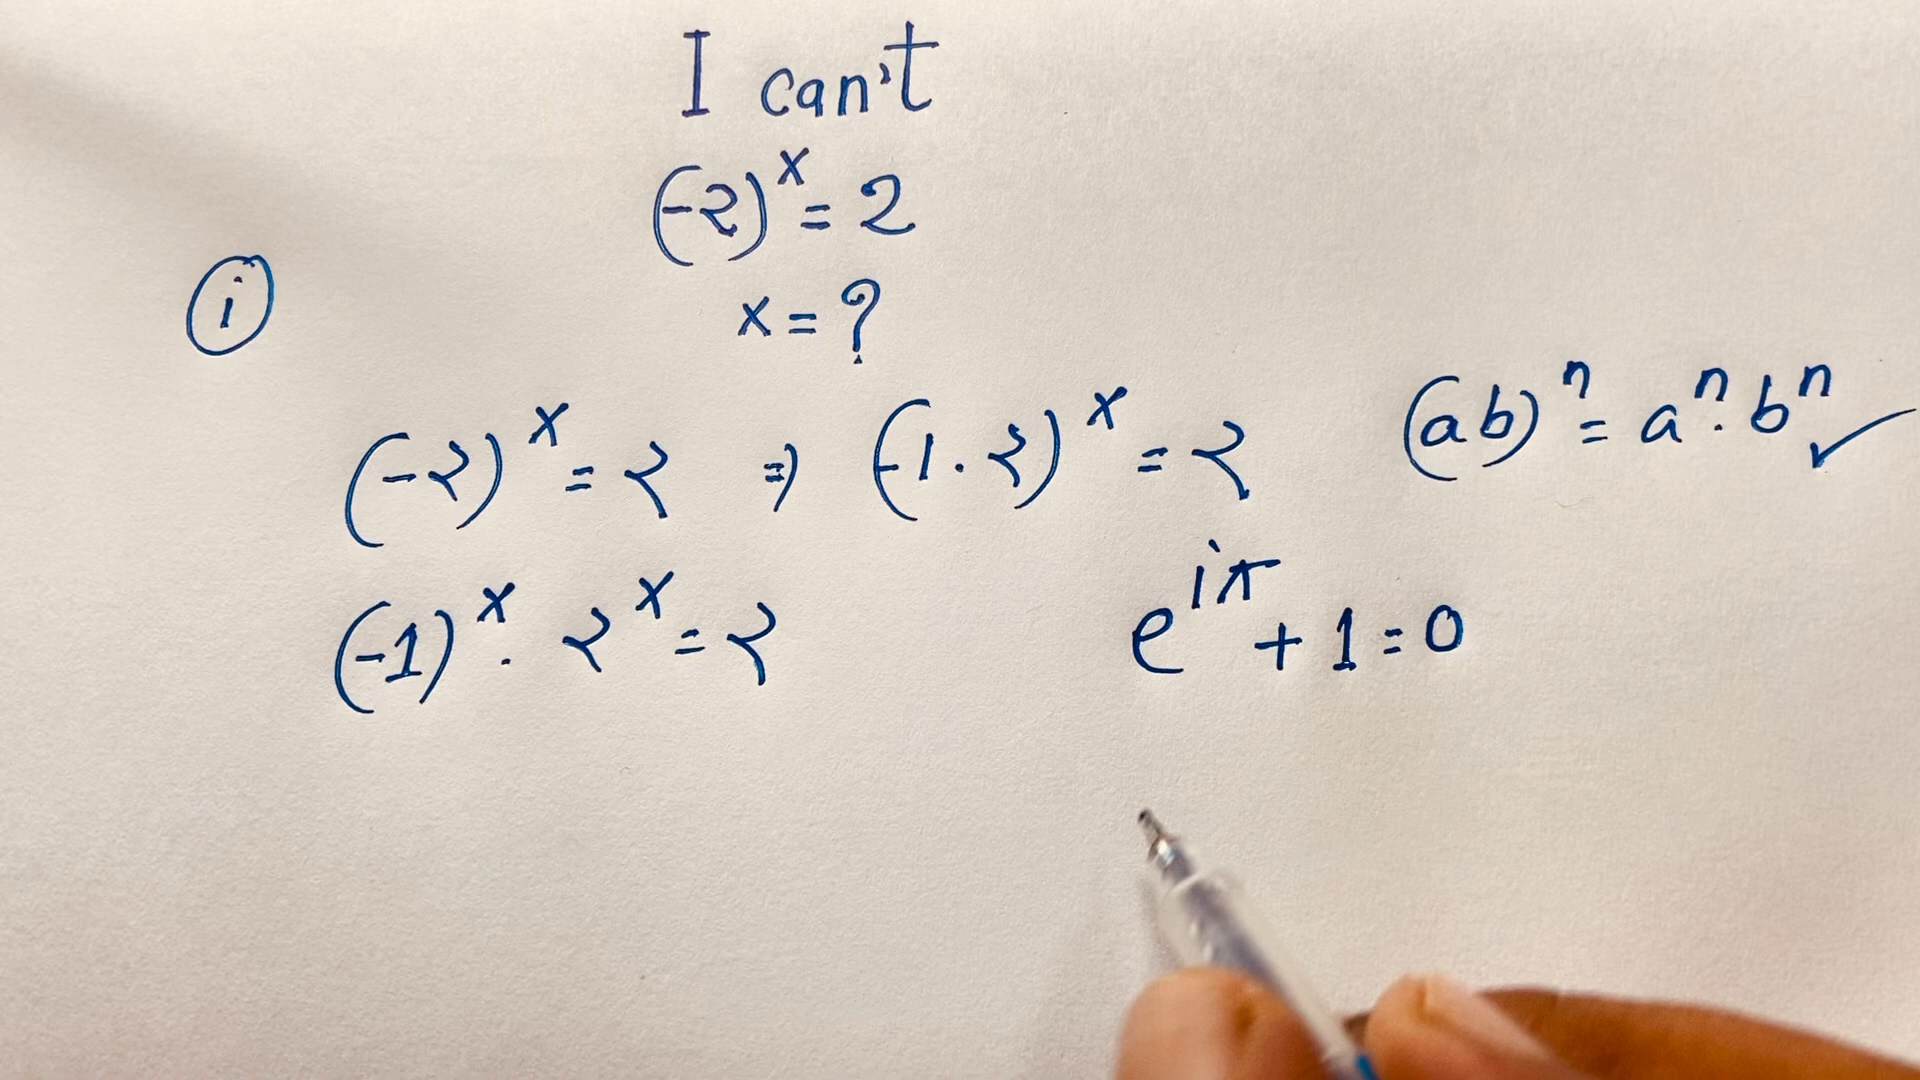 I can't
(-2)^x = 2
i
x = ?
(-2)^x = 2 ⇒ (-1.2)^x = 2 (ab)^n = a^n . b^n ✓
(-1)^x . 2^x = 2 e^iπ + 1 = 0